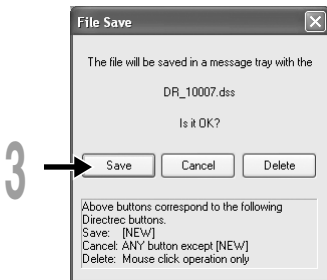 File Save
The file will be saved in a message tray with the
DR_10007.dss
Is it OK?
3
Save Cancel Delete
Above buttons correspond to the following
Directrec buttons.
Save: [NEW]
Cancel: ANY button except [NEW]
Delete: Mouse click operation only